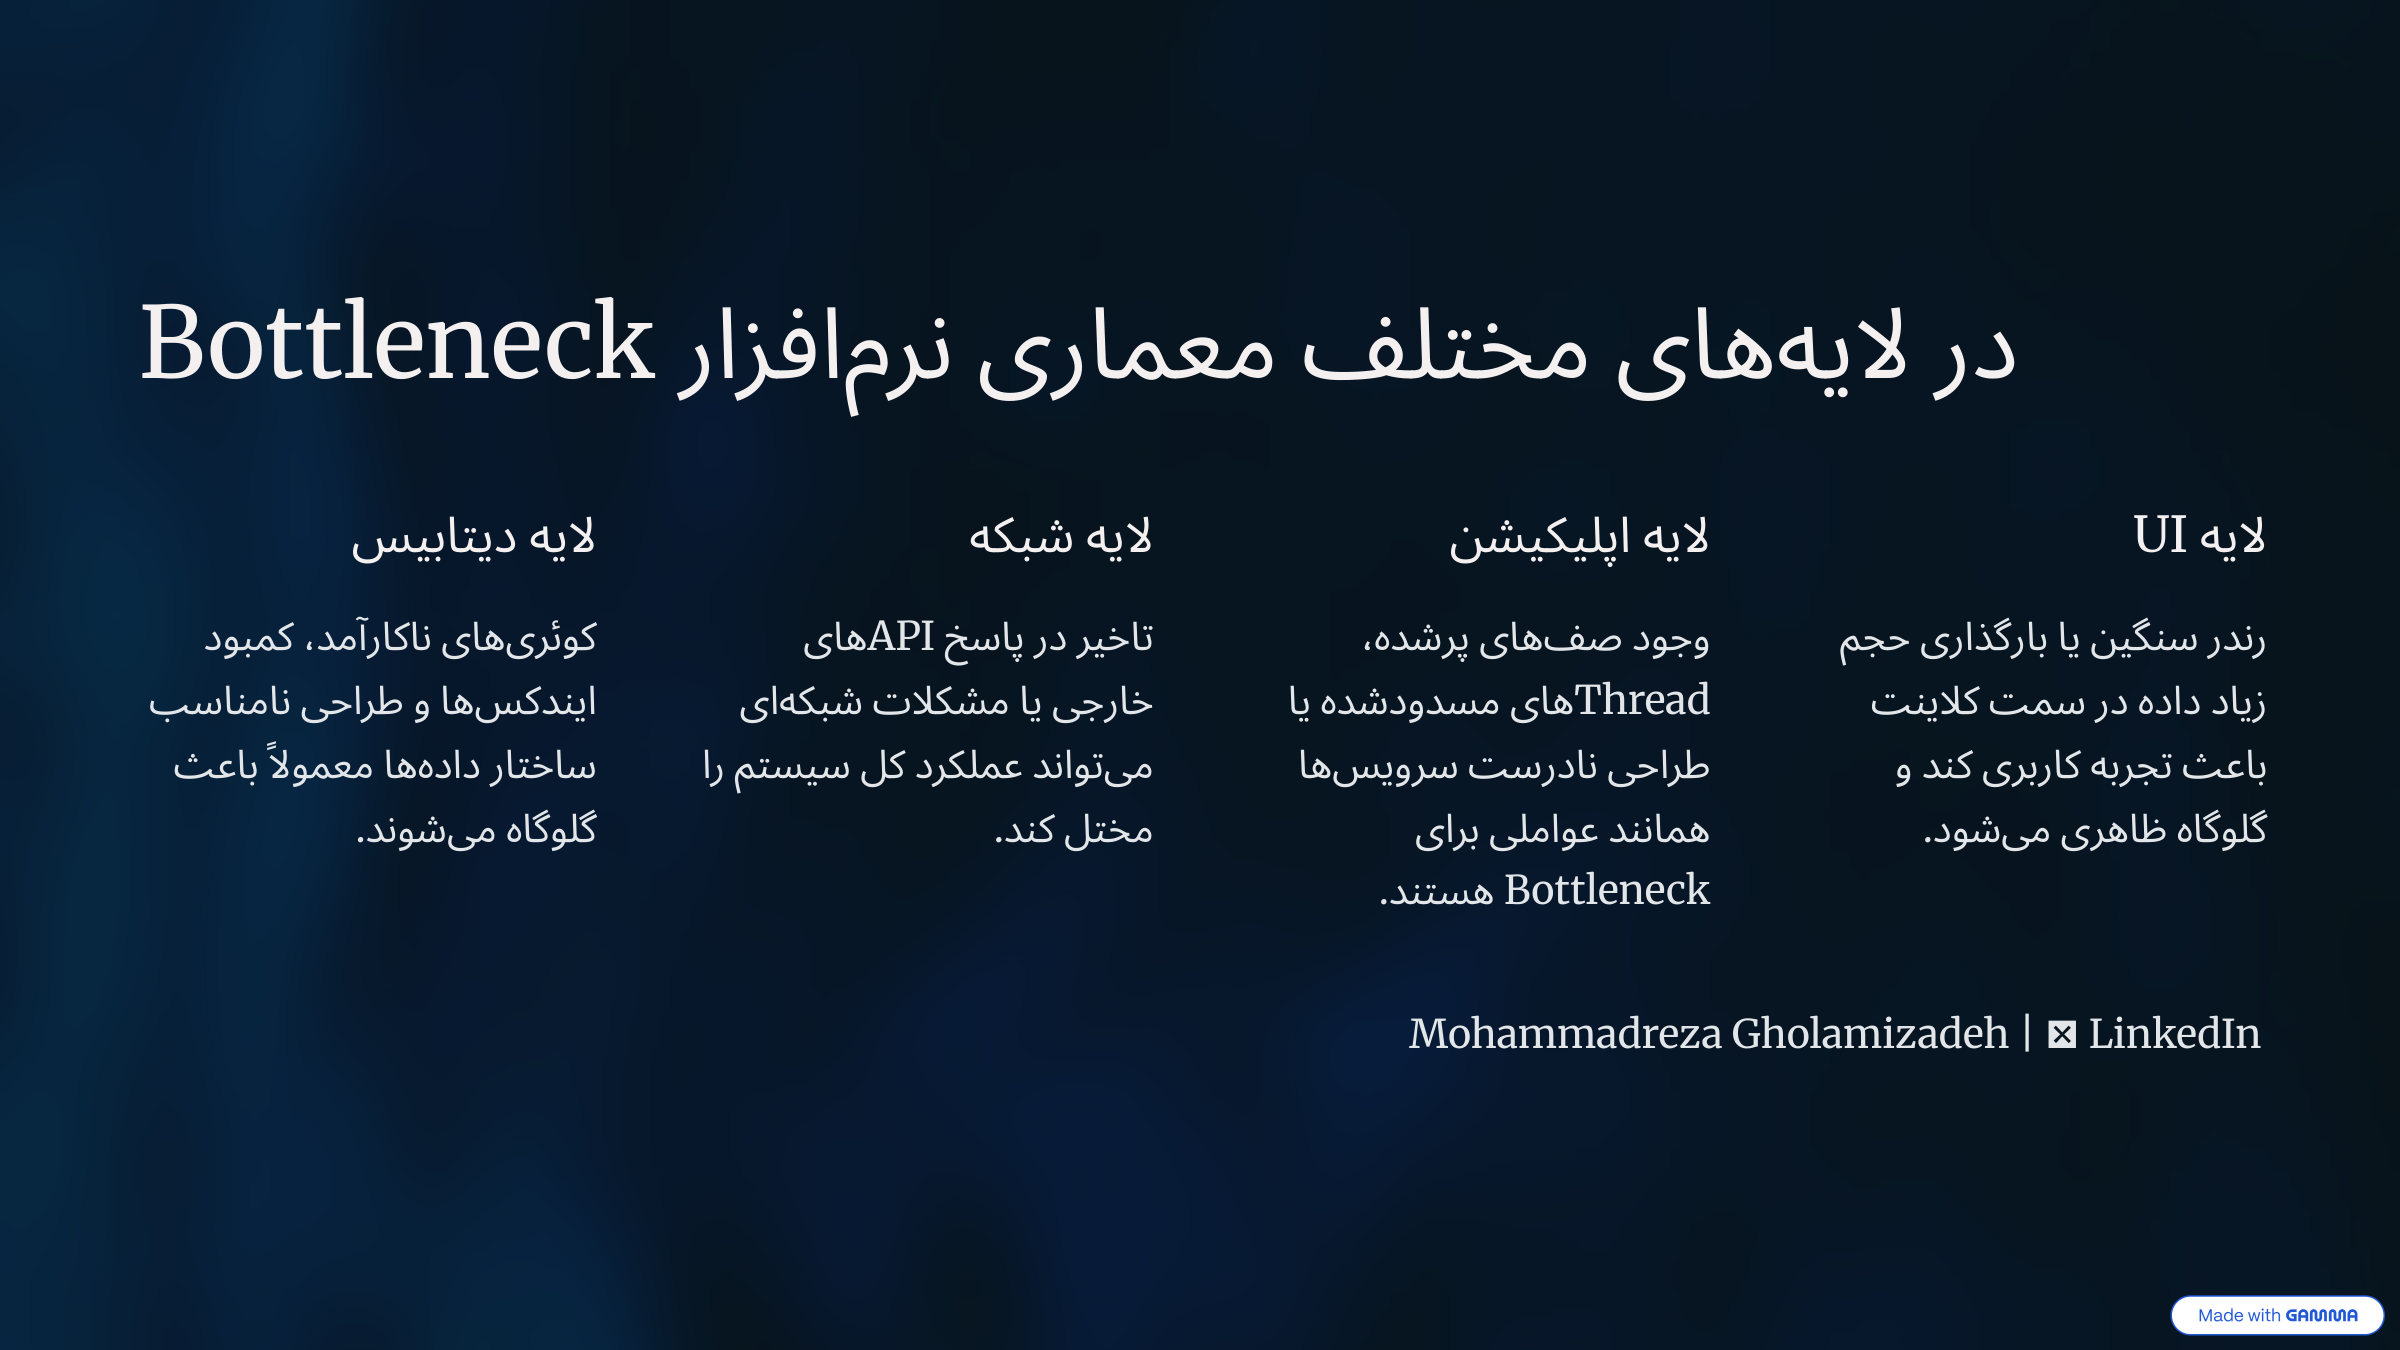 Bottleneck در لایه‌های مختلف معماری نرم‌افزار
لایه UI
رندر سنگین یا بارگذاری حجم
زیاد داده در سمت کلاینت
باعث تجربه کاربری کند و
گلوگاه ظاهری می‌شود.
لایه اپلیکیشن
وجود صف‌های پرشده،
Threadهای مسدودشده یا
طراحی نادرست سرویس‌ها
همانند عواملی برای
Bottleneck هستند.
لایه شبکه
تاخیر در پاسخ APIهای
خارجی یا مشکلات شبکه‌ای
می‌تواند عملکرد کل سیستم را
مختل کند.
لایه دیتابیس
کوئری‌های ناکارآمد، کمبود
ایندکس‌ها و طراحی نامناسب
ساختار داده‌ها معمولاً باعث
گلوگاه می‌شوند.
Mohammadreza Gholamizadeh | LinkedIn
Made with GAMMA